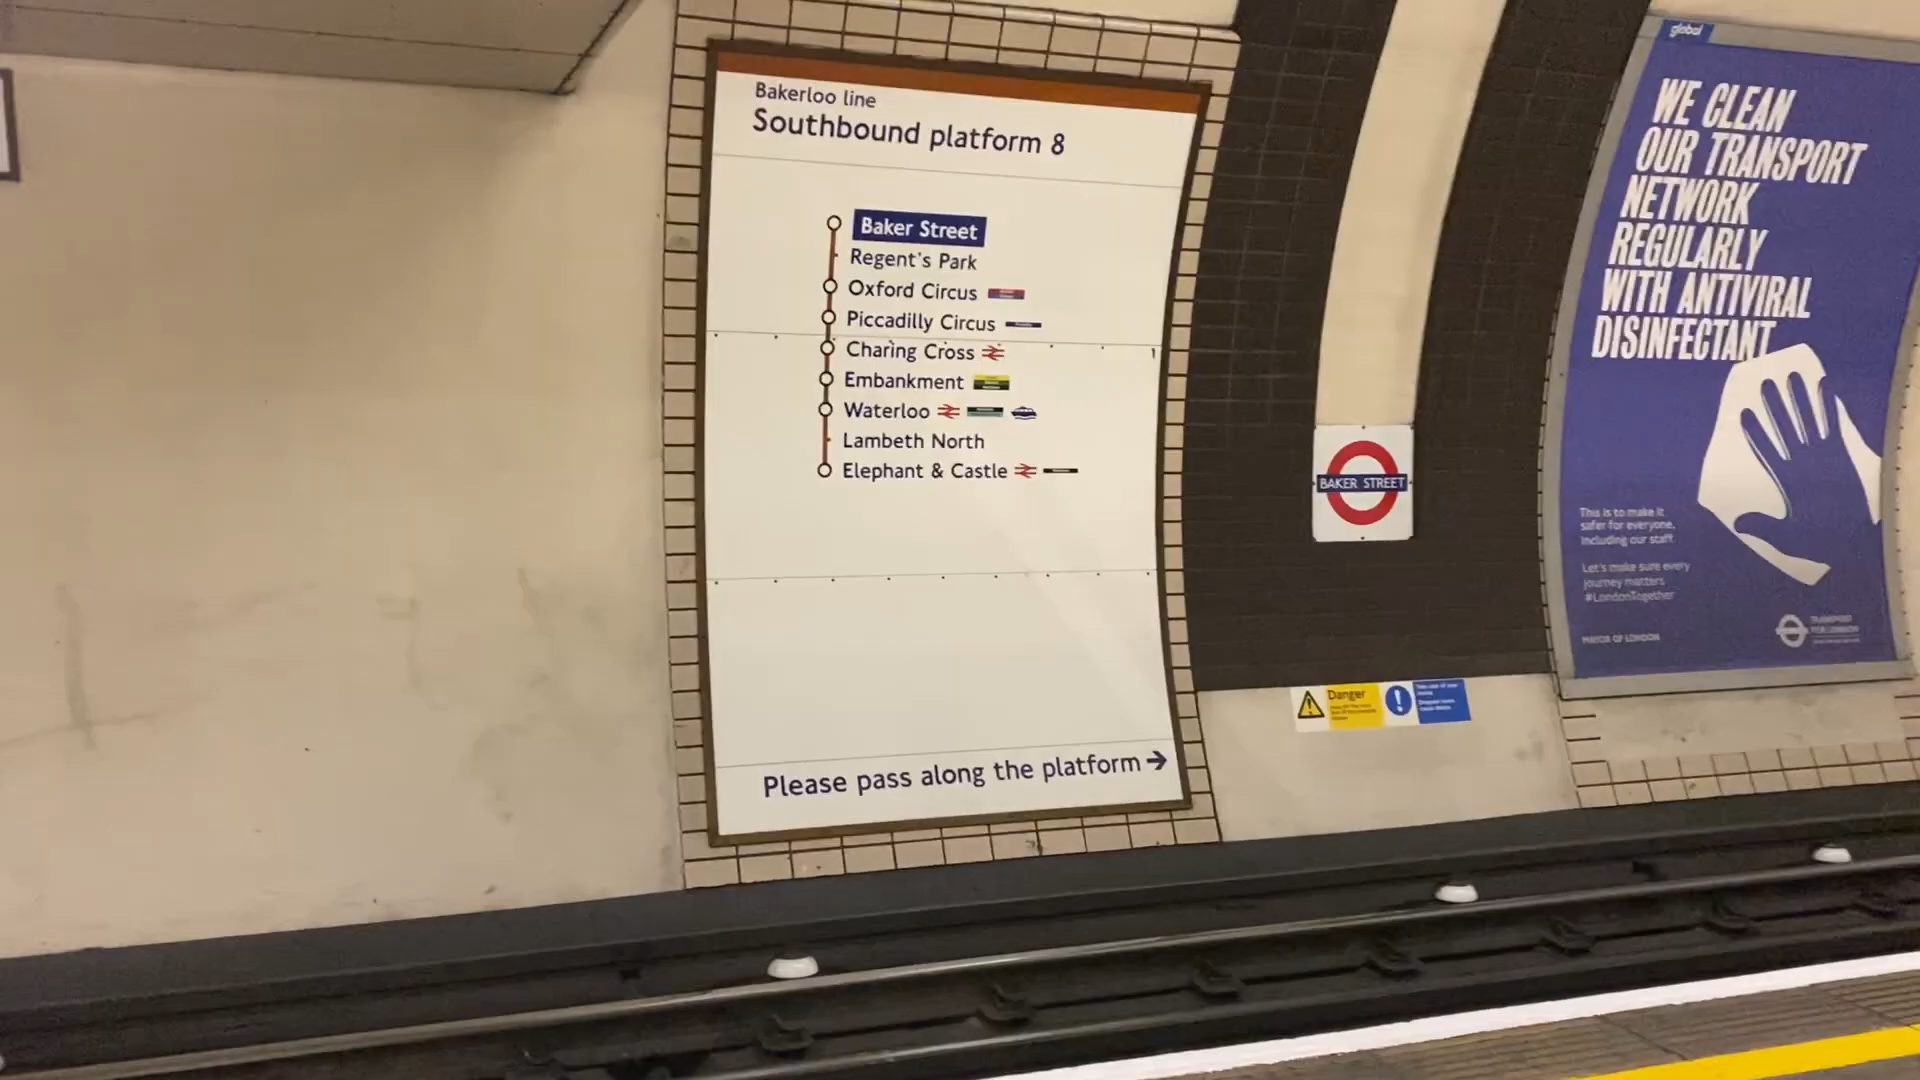 Bakerloo line
Southbound platform 8
Baker Street
Regent's Park
Oxford Circus
Piccadilly Circus
Charing Cross
Embankment
Waterloo
Lambeth North
Elephant & Castle
Please pass along the platform
BAKER STREET
Danger
global
WE CLEAN
OUR TRANSPORT
NETWORK
REGULARLY
WITH ANTIVIRAL
DISINFECTANT
This is to make it
safer for everyone,
including our staff
Let's make sure every
journey matters
#LondonTogether
MAYOR OF LONDON
TRANSPORT
FOR LONDON